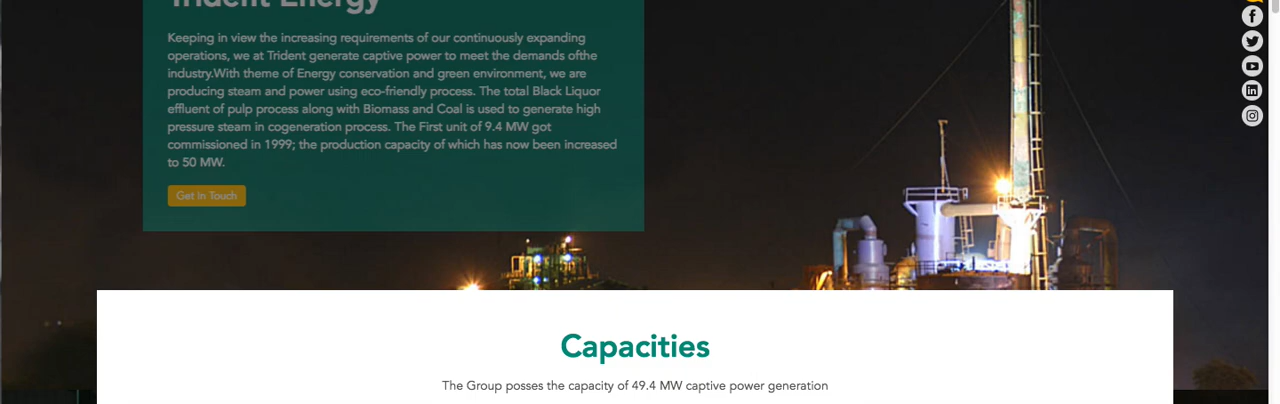 Trident Energy
Keeping in view the increasing requirements of our continuously expanding
operations, we at Trident generate captive power to meet the demands ofthe
industry.With theme of Energy conservation and green environment, we are
producing steam and power using eco-friendly process. The total Black Liquor
effluent of pulp process along with Biomass and Coal is used to generate high
pressure steam in cogeneration process. The First unit of 9.4 MW got
commissioned in 1999; the production capacity of which has now been increased
to 50 MW.
Get in Touch
Capacities
The Group posses the capacity of 49.4 MW captive power generation